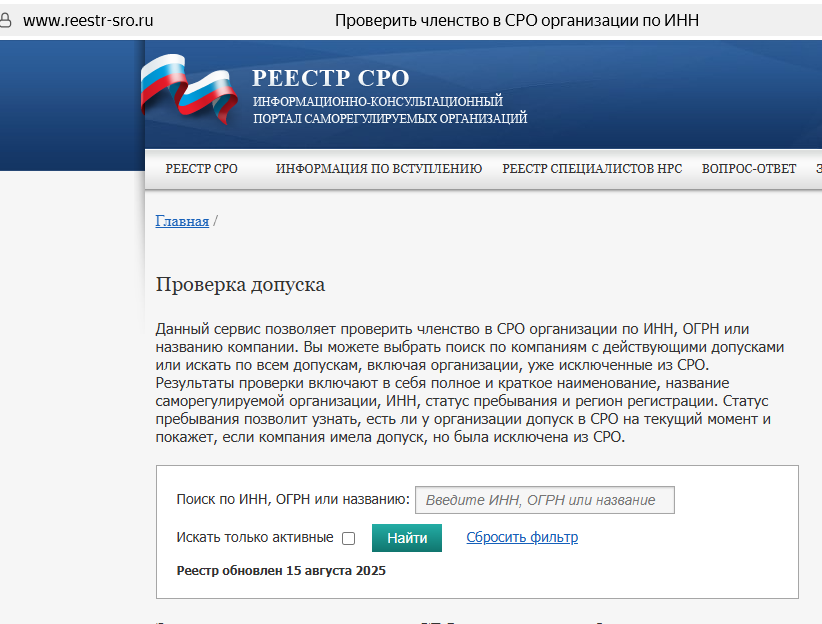 www.reestr-sro.ru Проверить членство в СРО организации по ИНН
РЕЕСТР СРО
ИНФОРМАЦИОННО-КОНСУЛЬТАЦИОННЫЙ
ПОРТАЛ САМОРЕГУЛИРУЕМЫХ ОРГАНИЗАЦИЙ
РЕЕСТР СРО ИНФОРМАЦИЯ ПО ВСТУПЛЕНИЮ РЕЕСТР СПЕЦИАЛИСТОВ НРС ВОПРОС-ОТВЕТ
Главная /
Проверка допуска
Данный сервис позволяет проверить членство в СРО организации по ИНН, ОГРН или
названию компании. Вы можете выбрать поиск по компаниям с действующими допусками
или искать по всем допускам, включая организации, уже исключенные из СРО.
Результаты проверки включают в себя полное и краткое наименование, название
саморегулируемой организации, ИНН, статус пребывания и регион регистрации. Статус
пребывания позволит узнать, есть ли у организации допуск в СРО на текущий момент и
покажет, если компания имела допуск, но была исключена из СРО.
Поиск по ИНН, ОГРН или названию: Введите ИНН, ОГРН или название
Искать только активные Найти Сбросить фильтр
Реестр обновлен 15 августа 2025